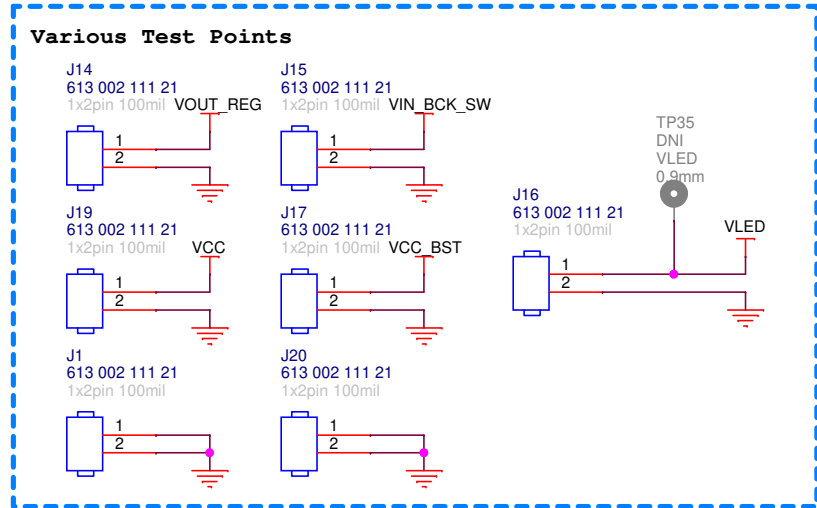 Various Test Points
J14
613 002 111 21
1x2pin 100mil
VOUT_REG
1
2
J15
613 002 111 21
1x2pin 100mil
VIN_BCK_SW
1
2
TP35
DNI
VLED
0.9mm
J19
613 002 111 21
1x2pin 100mil
VCC
1
2
J17
613 002 111 21
1x2pin 100mil
VCC_BST
1
2
J16
613 002 111 21
1x2pin 100mil
VLED
1
2
J1
613 002 111 21
1x2pin 100mil
1
2
J20
613 002 111 21
1x2pin 100mil
1
2